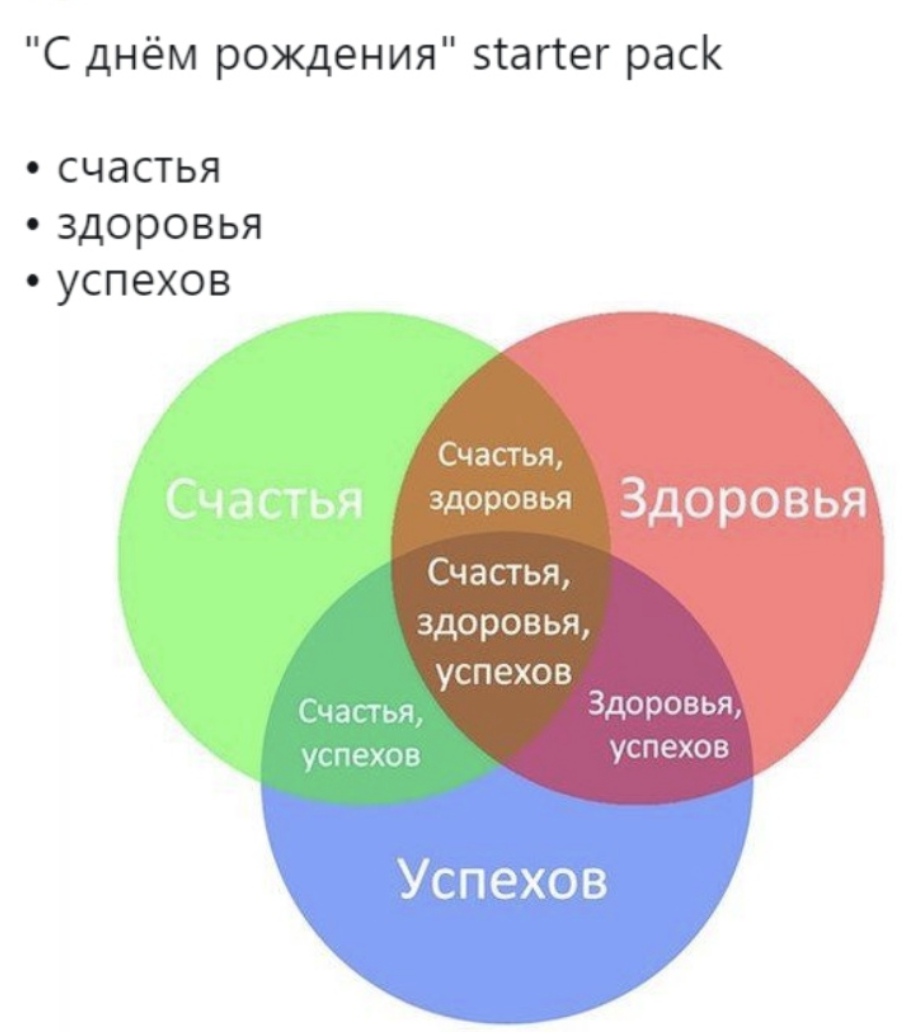 "С днём рождения" starter pack
• счастья
• здоровья
• успехов
Счастья,
здоровья
Счастья
Здоровья
Счастья,
здоровья,
успехов
Счастья,
успехов
Здоровья,
успехов
Успехов